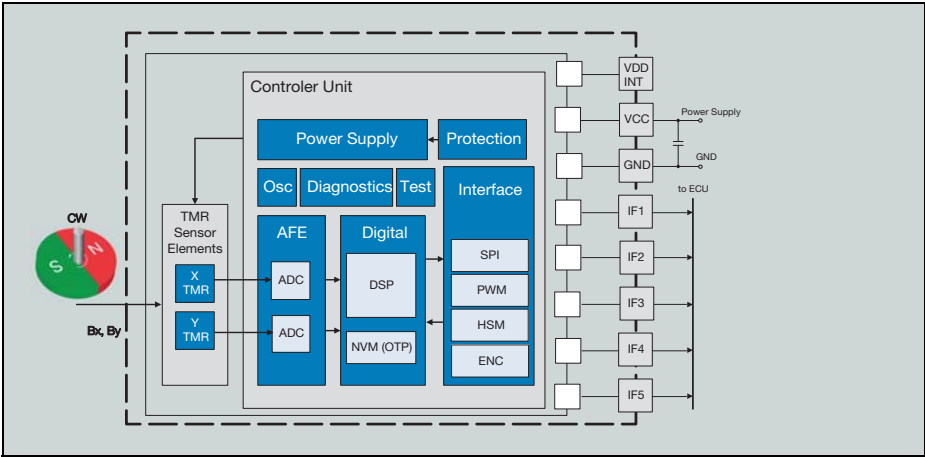 Controler Unit
Power Supply
Protection
Osc
Diagnostics
Test
Interface
SPI
PWM
HSM
ENC
AFE
ADC
ADC
Digital
DSP
NVM (OTP)
TMR
Sensor
Elements
X
TMR
Y
TMR
CW
S
N
Bx, By
VDD
INT
VCC
GND
Power Supply
GND
to ECU
IF1
IF2
IF3
IF4
IF5